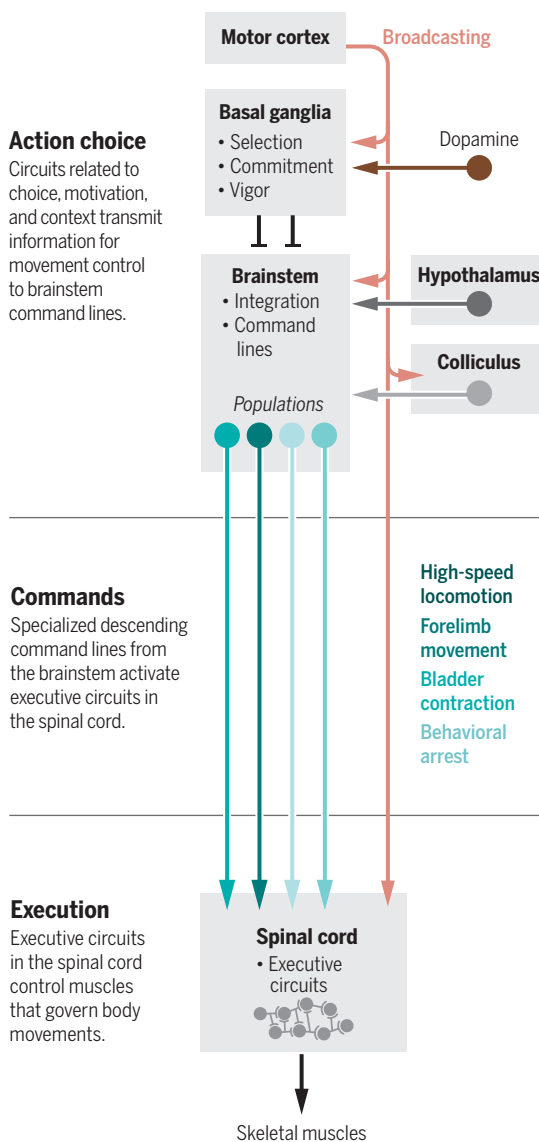 Motor cortex
Broadcasting
Basal ganglia
• Selection
• Commitment
• Vigor
Dopamine
Action choice
Circuits related to
choice, motivation,
and context transmit
information for
movement control
to brainstem
command lines.
Brainstem
• Integration
• Command
lines
Populations
Hypothalamus
Colliculus
Commands
Specialized descending
command lines from
the brainstem activate
executive circuits in
the spinal cord.
High-speed
locomotion
Forelimb
movement
Bladder
contraction
Behavioral
arrest
Execution
Executive circuits
in the spinal cord
control muscles
that govern body
movements.
Spinal cord
• Executive
circuits
Skeletal muscles